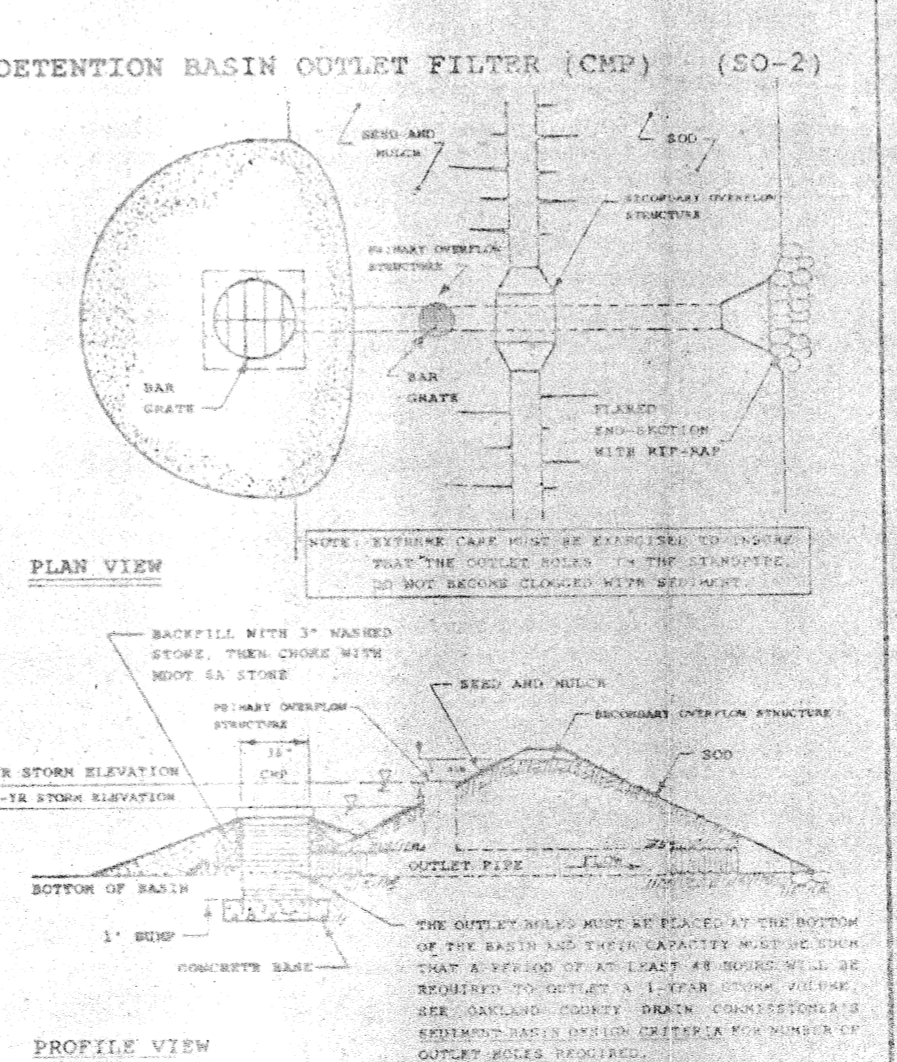 DETENTION BASIN OUTLET FILTER (CMP) (SO-2)
SEED AND
MULCH
SOD
SECONDARY OVERFLOW
STRUCTURE
PRIMARY OVERFLOW
STRUCTURE
BAR
GRATE
BAR
GRATE
FLARED
END-SECTION
WITH RIP-RAP
NOTE: EXTREME CARE MUST BE EXERCISED TO INSURE
THAT THE OUTLET HOLES IN THE STANDPIPE
DO NOT BECOME CLOGGED WITH SEDIMENT.
PLAN VIEW
BACKFILL WITH 3" WASHED
STONE, THEN CHOKE WITH
MDOT 6A STONE
SEED AND MULCH
PRIMARY OVERFLOW
STRUCTURE
SECONDARY OVERFLOW STRUCTURE
36"
CMP
SOD
R STORM ELEVATION
-YR STORM ELEVATION
OUTLET PIPE
FLOW
BOTTOM OF BASIN
1' SUMP
CONCRETE BASE
THE OUTLET HOLES MUST BE PLACED AT THE BOTTOM
OF THE BASIN AND THEIR CAPACITY MUST BE SUCH
THAT A PERIOD OF AT LEAST 48 HOURS WILL BE
REQUIRED TO OUTLET A 1-YEAR STORM VOLUME.
SEE OAKLAND COUNTY DRAIN COMMISSIONER'S
SEDIMENT BASIN DESIGN CRITERIA FOR NUMBER OF
OUTLET HOLES REQUIRED.
PROFILE VIEW